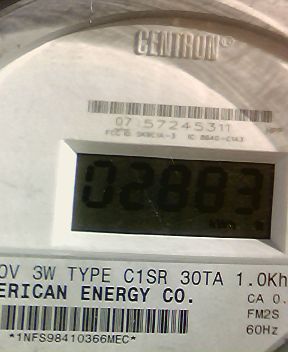 CENTRON®
07 57245311
02883
0V 3W TYPE C1SR 30TA 1.0Kh
ERICAN ENERGY CO.
CA 0.
FM2S
60Hz
*1NFS98410366MEC*